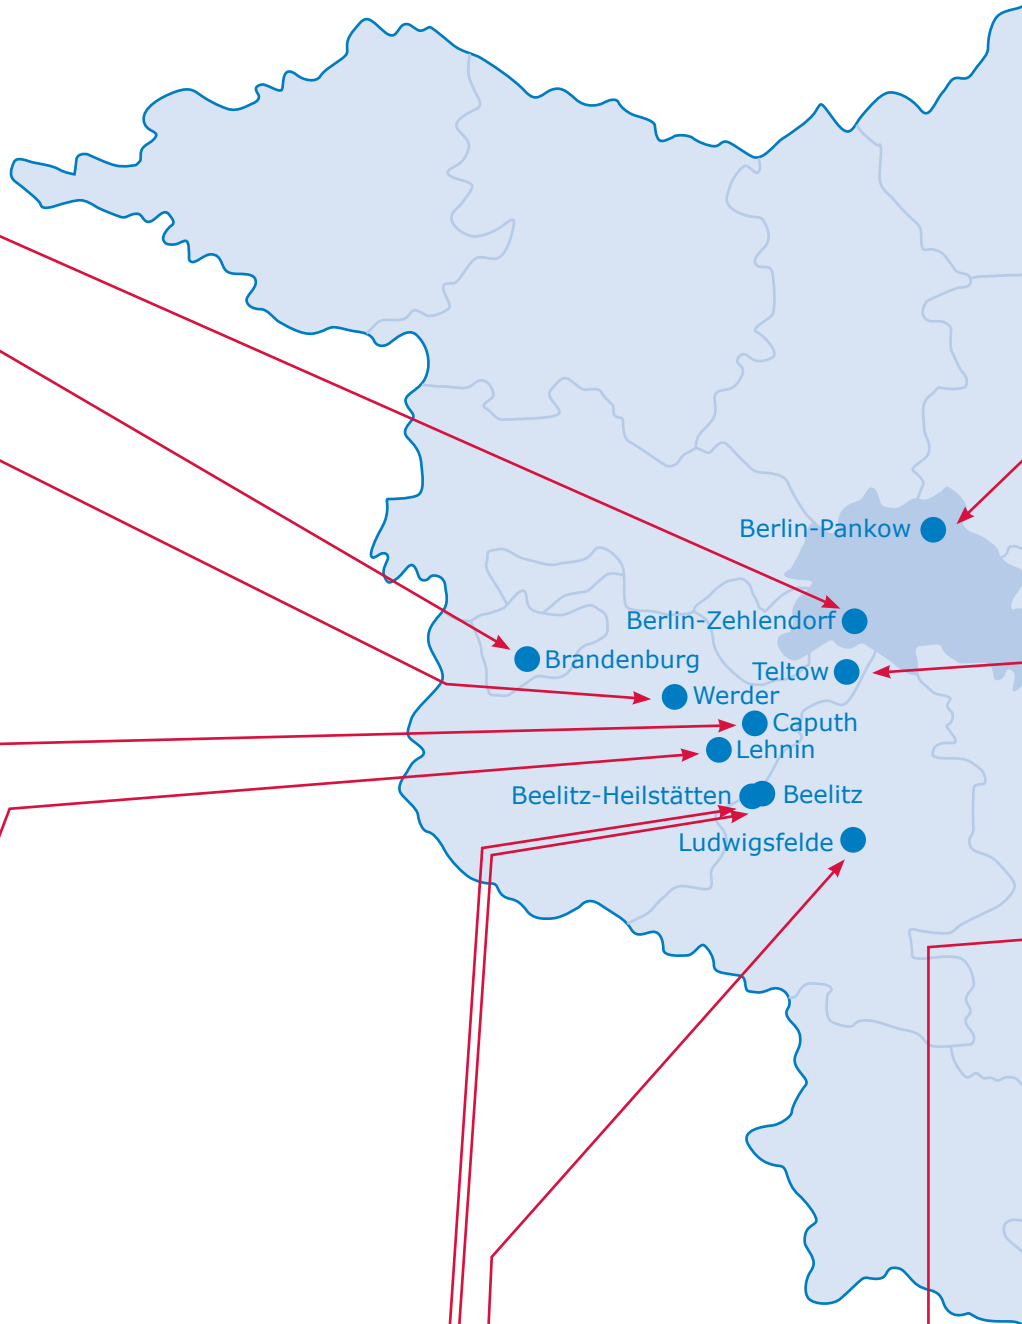 Berlin-Pankow
Berlin-Zehlendorf
Brandenburg
Teltow
Werder
Caputh
Lehnin
Beelitz-Heilstätten
Beelitz
Ludwigsfelde